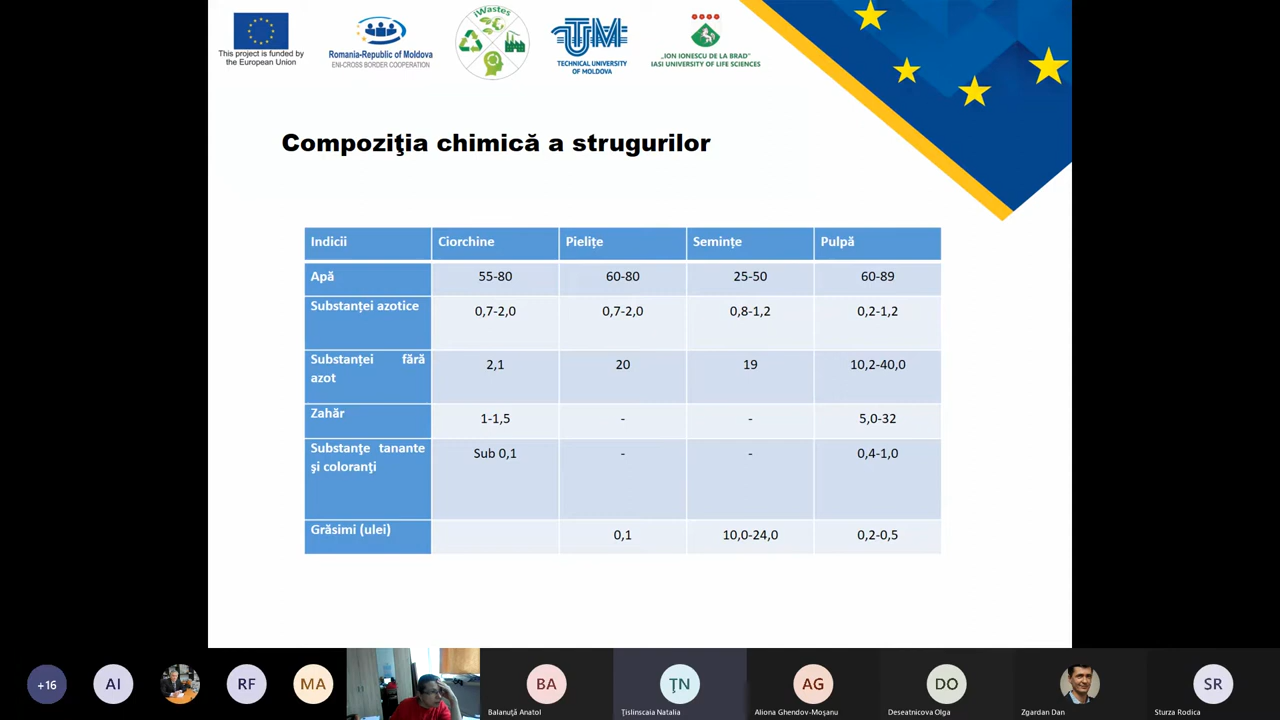 This project is funded by
the European Union
Romania-Republic of Moldova
ENI-CROSS BORDER COOPERATION
iWastes
UTM
TECHNICAL UNIVERSITY
OF MOLDOVA
„ION IONESCU DE LA BRAD”
IASI UNIVERSITY OF LIFE SCIENCES
Compoziţia chimică a strugurilor
Indicii Ciorchine Pielițe Semințe Pulpă
Apă 55-80 60-80 25-50 60-89
Substanței azotice 0,7-2,0 0,7-2,0 0,8-1,2 0,2-1,2
Substanței fără
azot 2,1 20 19 10,2-40,0
Zahăr 1-1,5 - - 5,0-32
Substanţe tanante
şi coloranţi Sub 0,1 - - 0,4-1,0
Grăsimi (ulei) 0,1 10,0-24,0 0,2-0,5
+16 AI RF MA BA ŢN AG DO SR
Balanuţă Anatol Ţislinscaia Natalia Aliona Ghendov-Moşanu Deseatnicova Olga Zgardan Dan Sturza Rodica